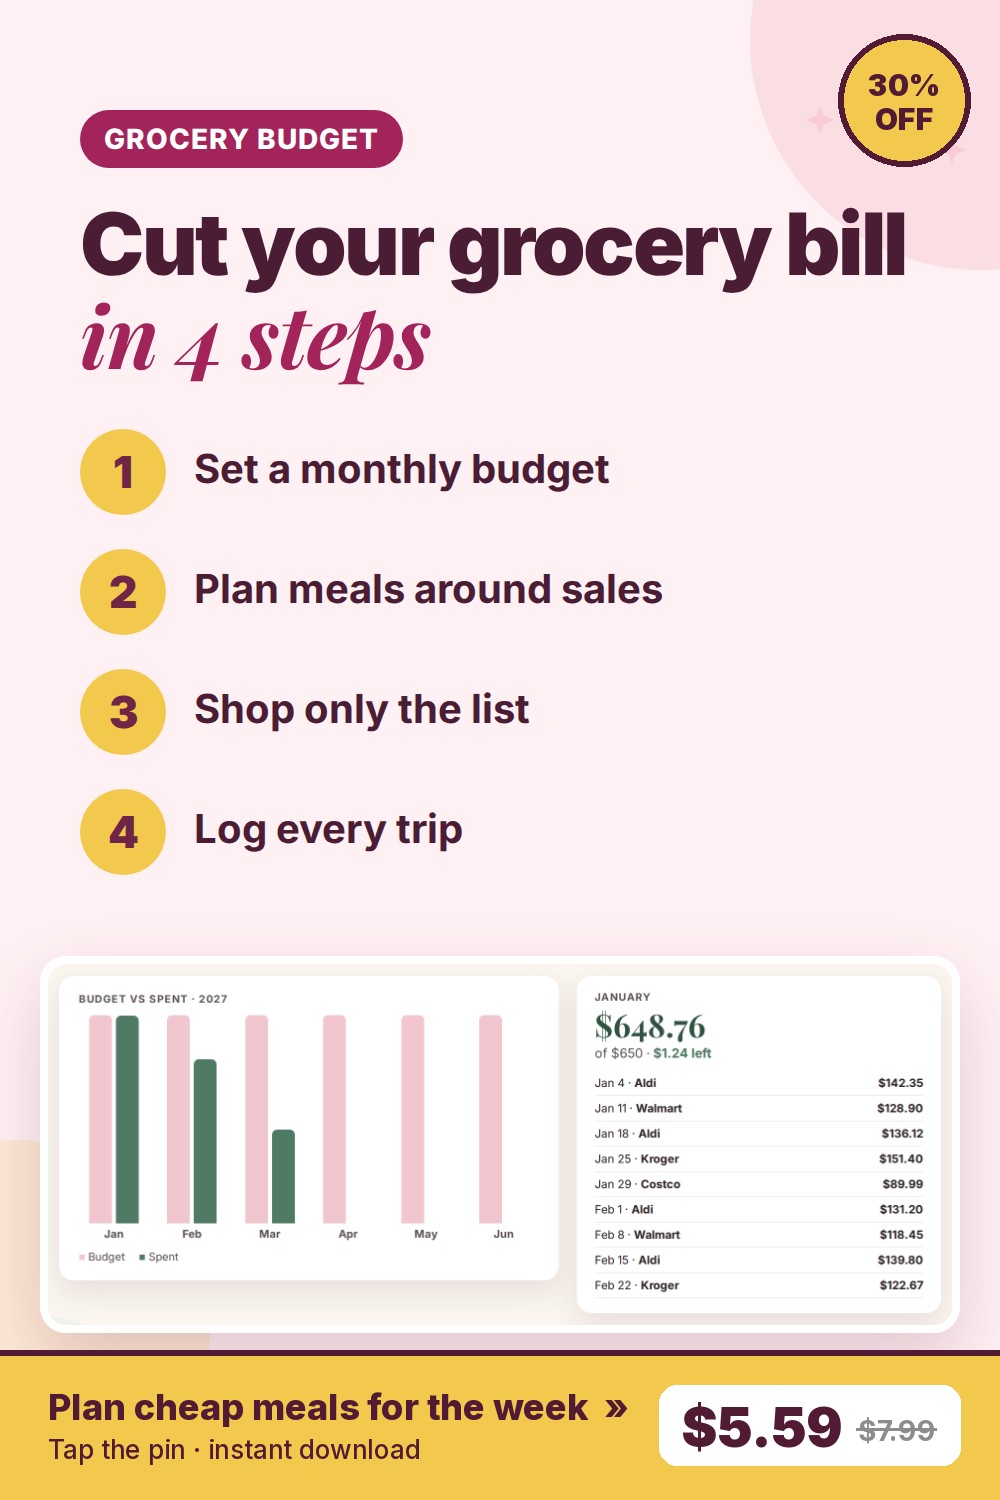 30%
OFF
GROCERY BUDGET
Cut your grocery bill
in 4 steps
1 Set a monthly budget
2 Plan meals around sales
3 Shop only the list
4 Log every trip
BUDGET VS SPENT · 2027
Jan Feb Mar Apr May Jun
Budget Spent
JANUARY
$648.76
of $650 · $1.24 left
Jan 4 · Aldi $142.35
Jan 11 · Walmart $128.90
Jan 18 · Aldi $136.12
Jan 25 · Kroger $151.40
Jan 29 · Costco $89.99
Feb 1 · Aldi $131.20
Feb 8 · Walmart $118.45
Feb 15 · Aldi $139.80
Feb 22 · Kroger $122.67
Plan cheap meals for the week »
Tap the pin · instant download
$5.59 $7.99